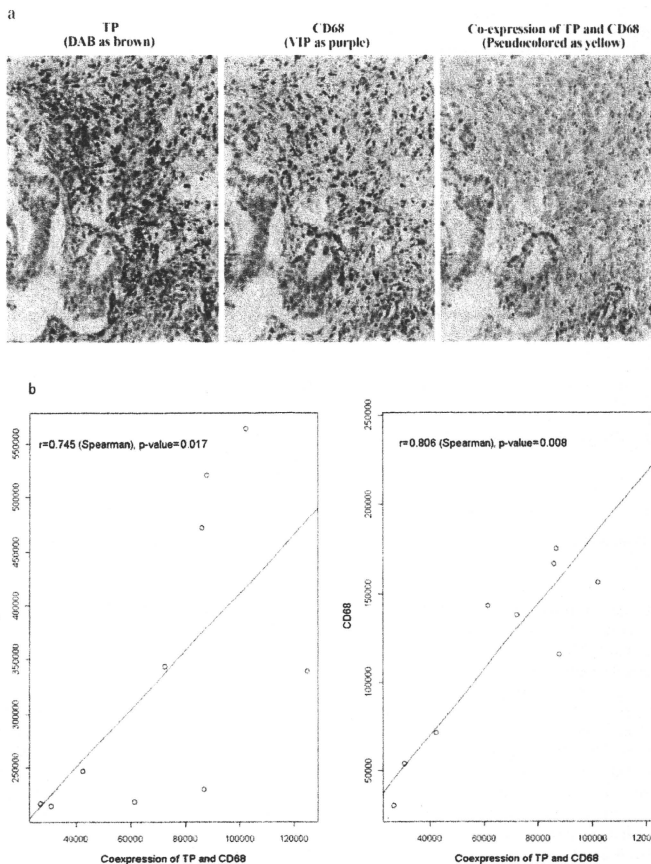 a
TP
(DAB as brown)
CD68
(VIP as purple)
Co-expression of TP and CD68
(Pseudocolored as yellow)
b
r=0.745 (Spearman), p-value=0.017
550000
500000
450000
400000
350000
300000
250000
40000 60000 80000 100000 120000
Coexpression of TP and CD68
r=0.806 (Spearman), p-value=0.008
CD68
250000
200000
150000
100000
50000
40000 60000 80000 100000 120000
Coexpression of TP and CD68